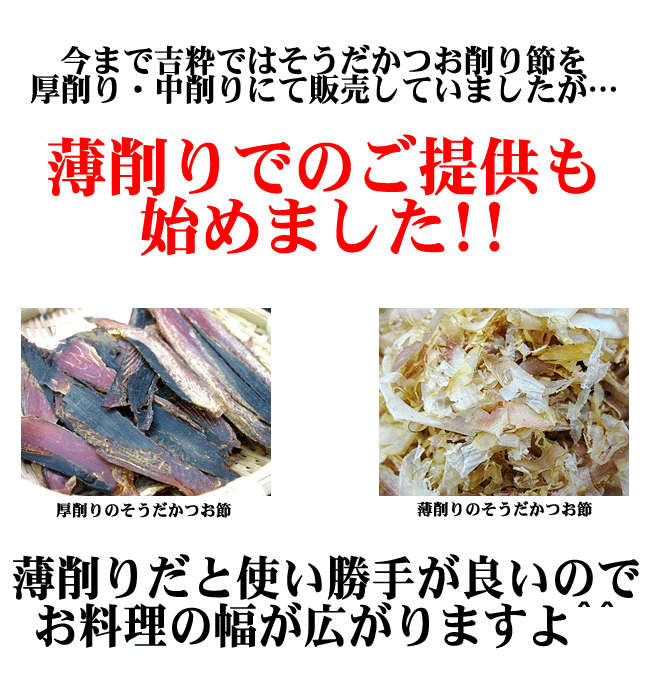 今まで吉粋ではそうだかつお削り節を
厚削り・中削りにて販売していましたが…
薄削りでのご提供も
始めました!!
厚削りのそうだかつお節
薄削りのそうだかつお節
薄削りだと使い勝手が良いので
お料理の幅が広がりますよ^^